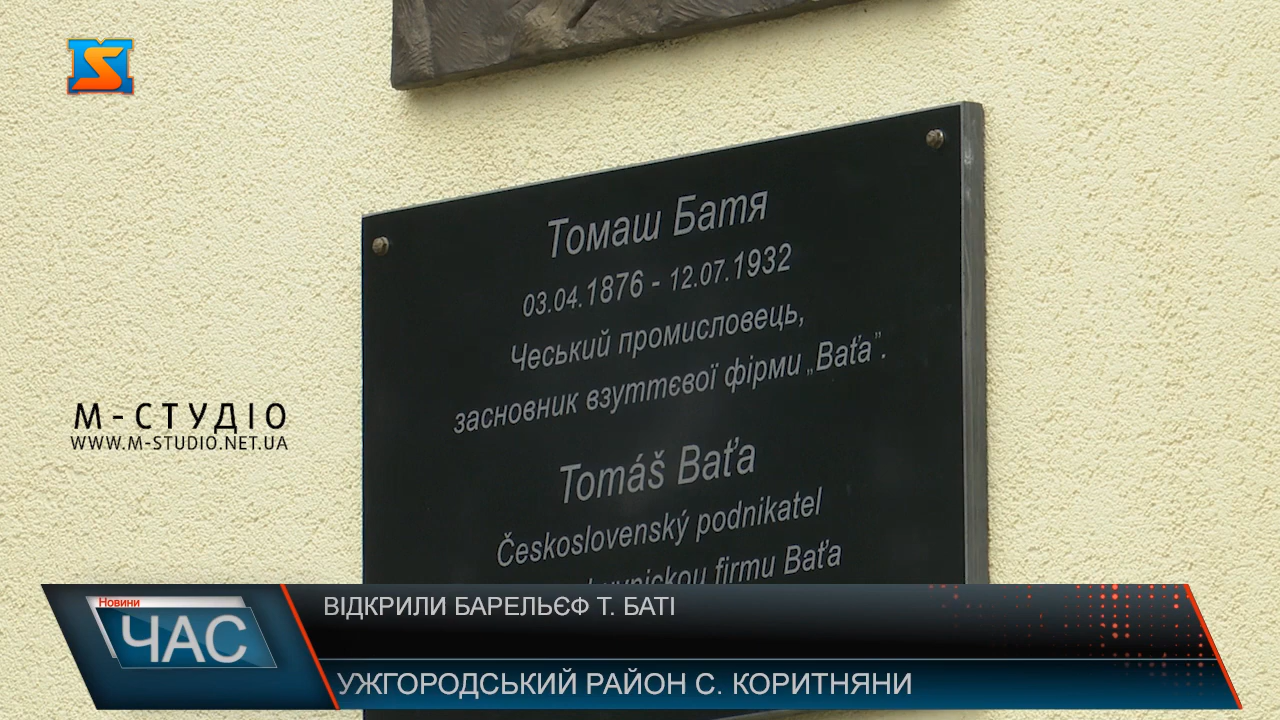 Томаш Батя
03.04.1876 - 12.07.1932
Чеський промисловець,
засновник взуттєвої фірми „Baťa”.
Tomáš Baťa
Československý podnikatel
firmu Baťa
М-СТУДІО
WWW.M-STUDIO.NET.UA
Новини
ЧАС
ВІДКРИЛИ БАРЕЛЬЄФ Т. БАТІ
УЖГОРОДСЬКИЙ РАЙОН С. КОРИТНЯНИ